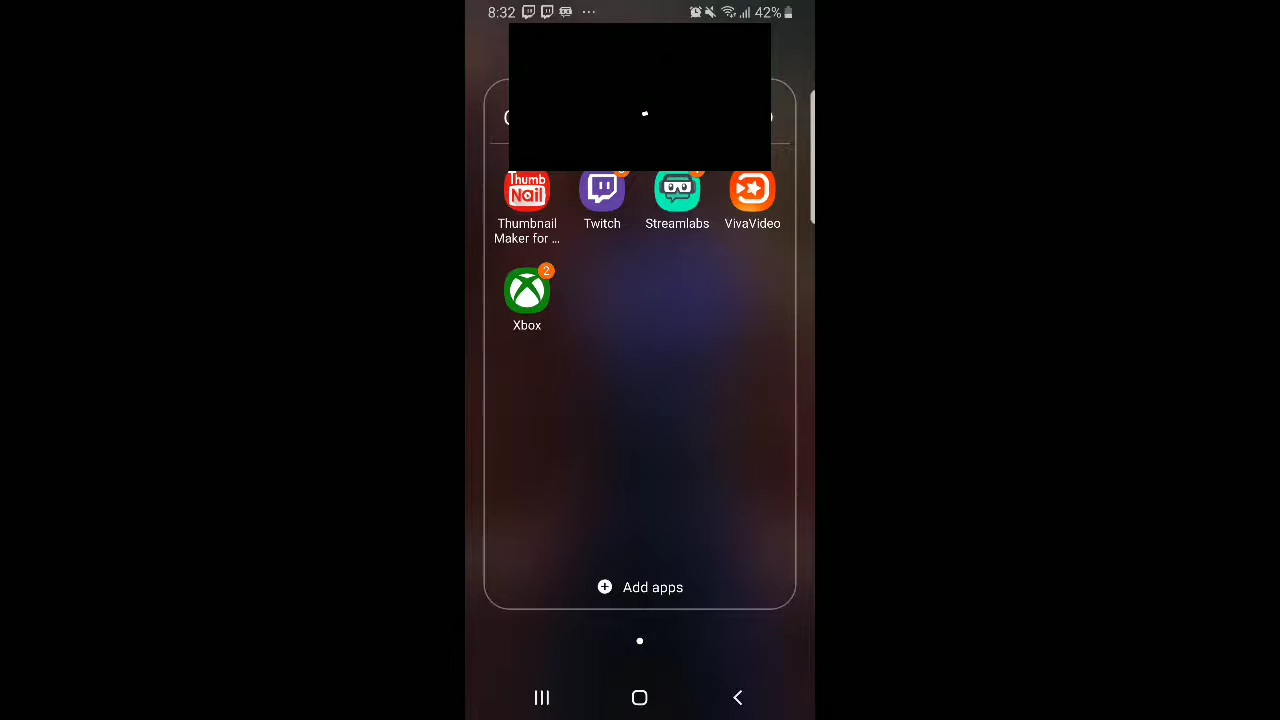 8:32 42%
Thumb
Nail
Thumbnail
Maker for ...
Twitch
Streamlabs
VivaVideo
2
Xbox
Add apps